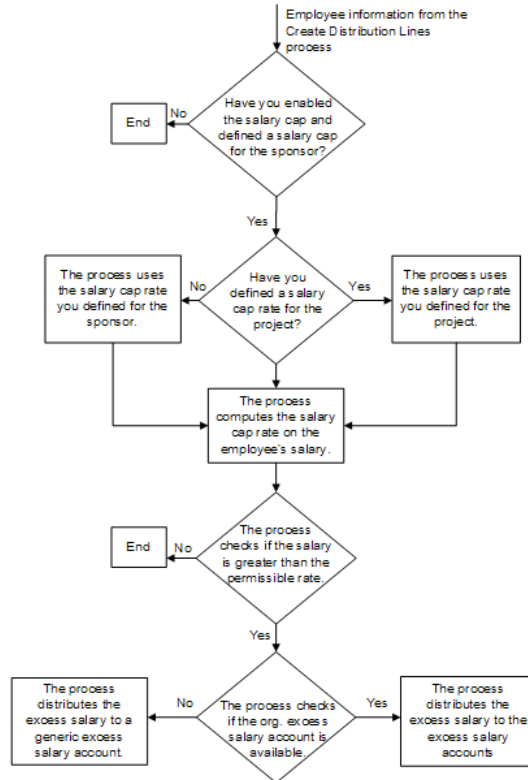 Employee information from the
Create Distribution Lines
process
Have you enabled
the salary cap and
defined a salary cap
for the sponsor?
No
End
Yes
Have you
defined a salary
cap rate for the
project?
No
The process uses
the salary cap rate
you defined for the
sponsor.
Yes
The process uses
the salary cap rate
you defined for the
project.
The process
computes the salary
cap rate on the
employee's salary.
The process
checks if the salary
is greater than the
permissible rate.
No
End
Yes
The process checks
if the org. excess
salary account is
available.
No
The process
distributes the
excess salary to a
generic excess
salary account.
Yes
The process
distributes the
excess salary to the
excess salary
accounts